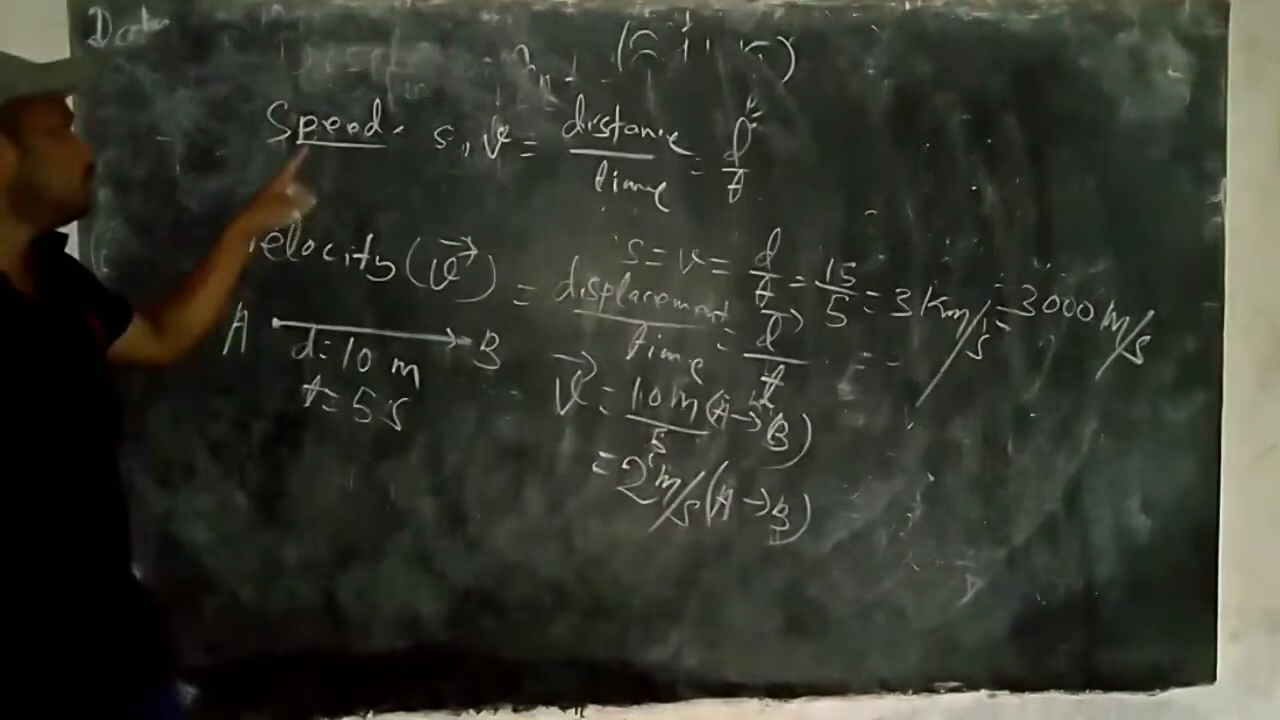 Speed. s, v = distance/time = d/t
s = v = d/t = 15/5 = 3 Km/s = 3000 M/s
Velocity (v⃗) = displacement/time = d⃗/t
A → B
d = 10 m
t = 5 s
v⃗ = 10 m/5 (A → B)
= 2 m/s (A → B)